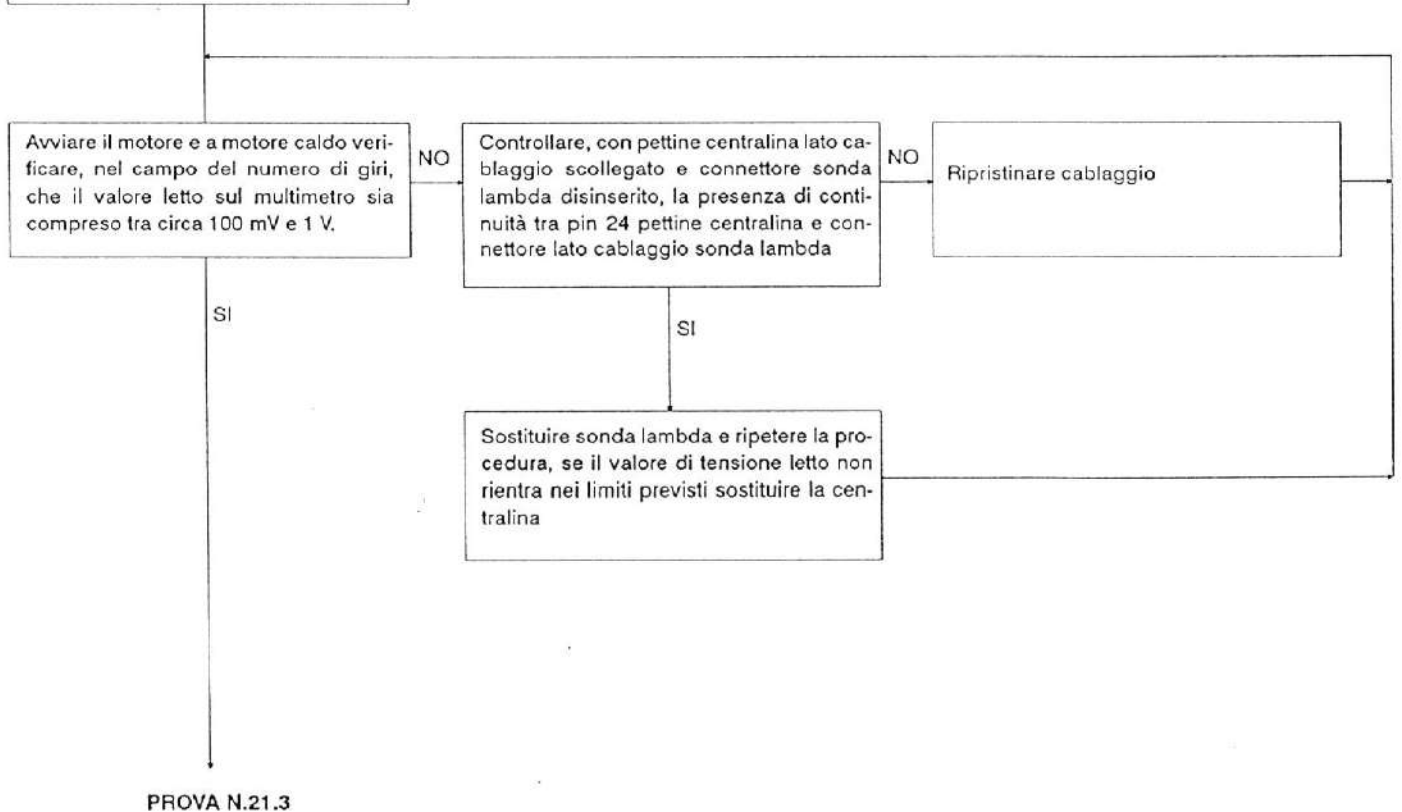 Avviare il motore e a motore caldo veri-
ficare, nel campo del numero di giri,
che il valore letto sul multimetro sia
compreso tra circa 100 mV e 1 V.
NO
Controllare, con pettine centralina lato ca-
blaggio scollegato e connettore sonda
lambda disinserito, la presenza di conti-
nuità tra pin 24 pettine centralina e con-
nettore lato cablaggio sonda lambda
NO
Ripristinare cablaggio
SI
SI
Sostituire sonda lambda e ripetere la pro-
cedura, se il valore di tensione letto non
rientra nei limiti previsti sostituire la cen-
tralina
PROVA N.21.3